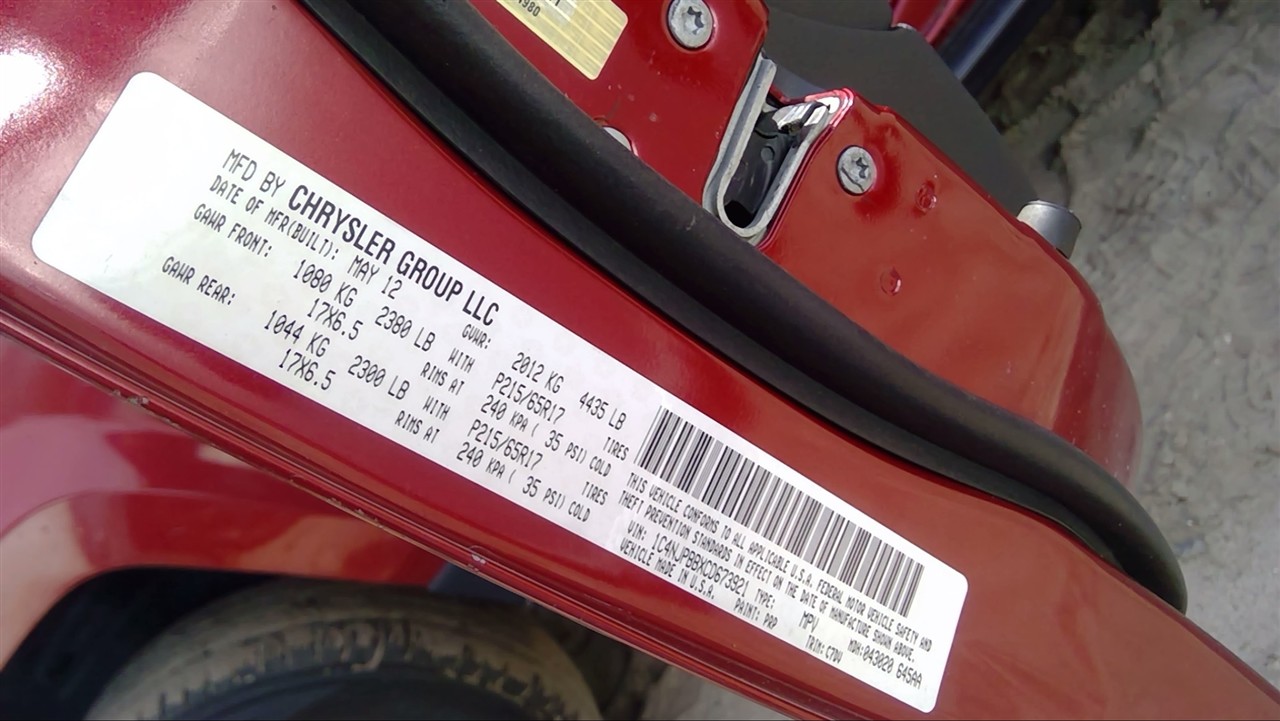 980
MFD BY CHRYSLER GROUP LLC
DATE OF MFR(BUILT): MAY 12 GVWR: 2012 KG 4435 LB
GAWR FRONT: 1080 KG 2380 LB WITH P215/65R17 TIRES
17X6.5 RIMS AT 240 KPA( 35 PSI) COLD
GAWR REAR: 1044 KG 2300 LB WITH P215/65R17 TIRES
17X6.5 RIMS AT 240 KPA( 35 PSI) COLD
THIS VEHICLE CONFORMS TO ALL APPLICABLE U.S.A. FEDERAL MOTOR VEHICLE SAFETY AND
THEFT PREVENTION STANDARDS IN EFFECT ON THE DATE OF MANUFACTURE SHOWN ABOVE.
VIN: 1C4NJPBBXCD673921 TYPE: MPV MDH:043020 645AA
VEHICLE MADE IN U.S.A. PAINT: PRP TRIM: C7DV